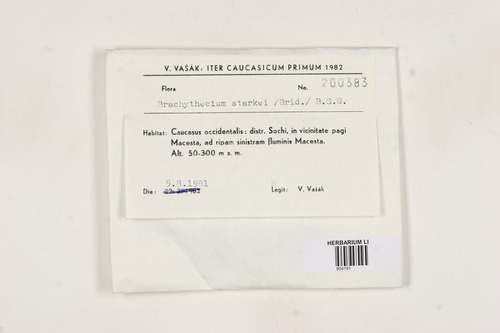 V. VAŠÁK: ITER CAUCASICUM PRIMUM 1982
Flora No. 200383
Brachythecium starkei /Brid./ B.S.G.
Habitat: Caucasus occidentalis: distr. Sochi, in vicinitate pagi
Macesta, ad ripam sinistram fluminis Macesta.
Alt. 50-300 m s. m.
5.8.1981
Die: Legit: V. Vašák
HERBARIUM LI